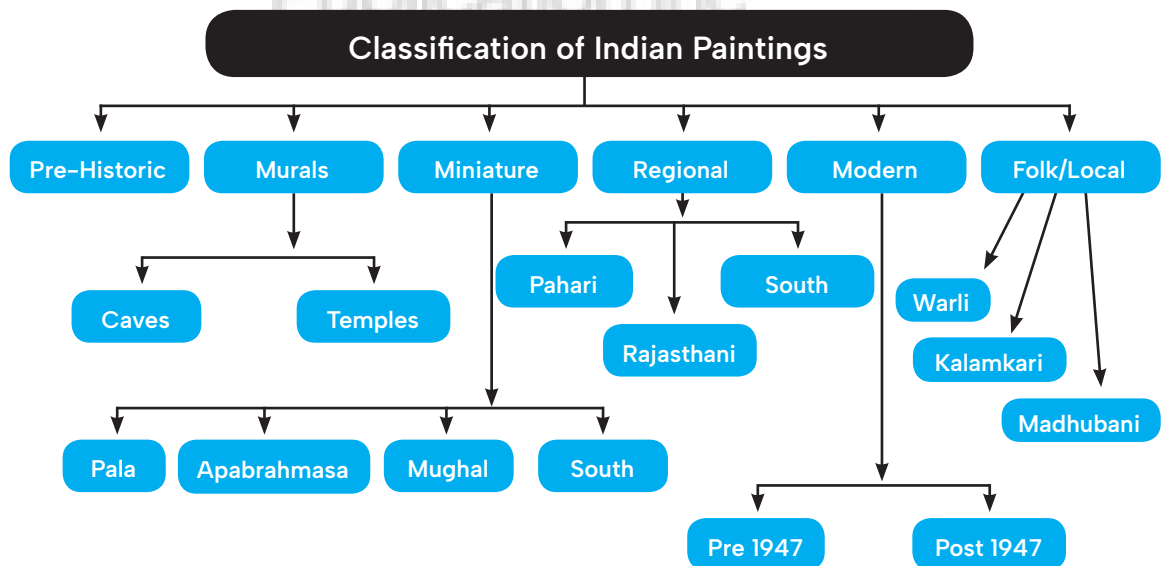 Classification of Indian Paintings
Pre-Historic
Murals
Miniature
Regional
Modern
Folk/Local
Caves
Temples
Pahari
South
Rajasthani
Warli
Kalamkari
Madhubani
Pala
Apabrahmasa
Mughal
South
Pre 1947
Post 1947